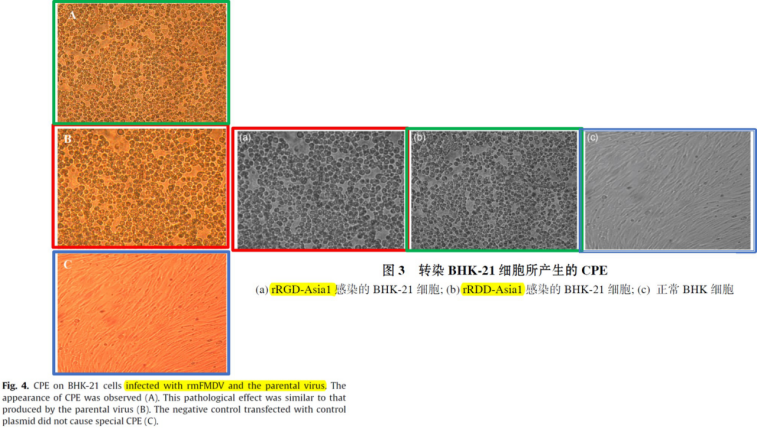 A
B
(a)
(b)
(c)
C
图 3 转染 BHK-21 细胞所产生的 CPE
(a) rRGD-Asia1 感染的 BHK-21 细胞; (b) rRDD-Asia1 感染的 BHK-21 细胞; (c) 正常 BHK 细胞
Fig. 4. CPE on BHK-21 cells infected with rmFMDV and the parental virus. The
appearance of CPE was observed (A). This pathological effect was similar to that
produced by the parental virus (B). The negative control transfected with control
plasmid did not cause special CPE (C).